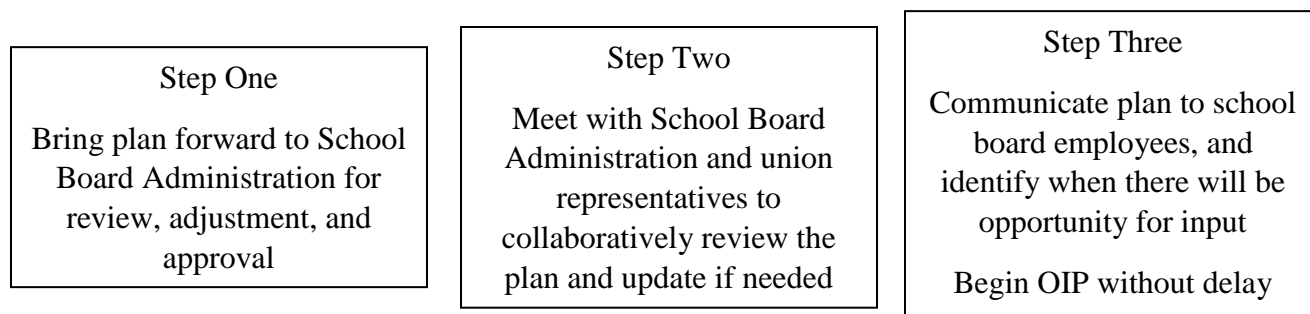 Step One
Bring plan forward to School
Board Administration for
review, adjustment, and
approval
Step Two
Meet with School Board
Administration and union
representatives to
collaboratively review the
plan and update if needed
Step Three
Communicate plan to school
board employees, and
identify when there will be
opportunity for input
Begin OIP without delay